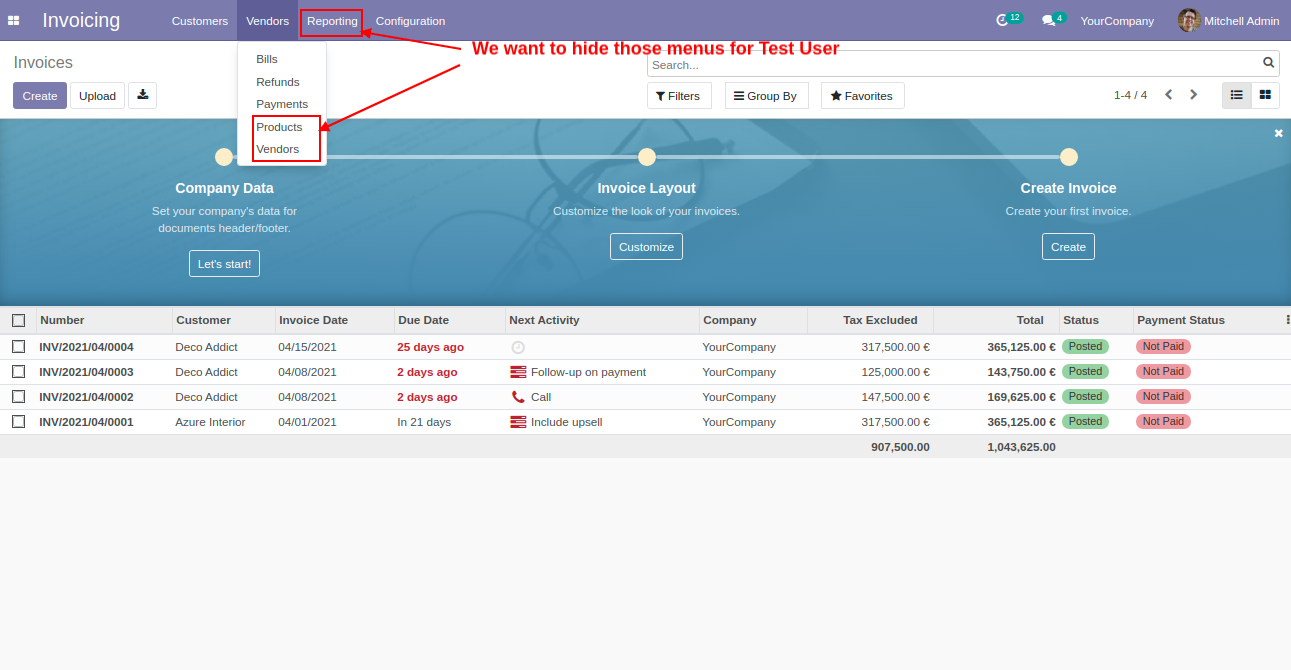 Invoicing Customers Vendors Reporting Configuration 12 4 YourCompany Mitchell Admin
We want to hide those menus for Test User
Invoices
Search...
Create Upload
Filters Group By Favorites 1-4 / 4
Bills
Refunds
Payments
Products
Vendors
Company Data
Set your company's data for
documents header/footer.
Let's start!
Invoice Layout
Customize the look of your invoices.
Customize
Create Invoice
Create your first invoice.
Create
Number Customer Invoice Date Due Date Next Activity Company Tax Excluded Total Status Payment Status
INV/2021/04/0004 Deco Addict 04/15/2021 25 days ago YourCompany 317,500.00 € 365,125.00 € Posted Not Paid
INV/2021/04/0003 Deco Addict 04/08/2021 2 days ago Follow-up on payment YourCompany 125,000.00 € 143,750.00 € Posted Not Paid
INV/2021/04/0002 Deco Addict 04/08/2021 2 days ago Call YourCompany 147,500.00 € 169,625.00 € Posted Not Paid
INV/2021/04/0001 Azure Interior 04/01/2021 In 21 days Include upsell YourCompany 317,500.00 € 365,125.00 € Posted Not Paid
907,500.00 1,043,625.00